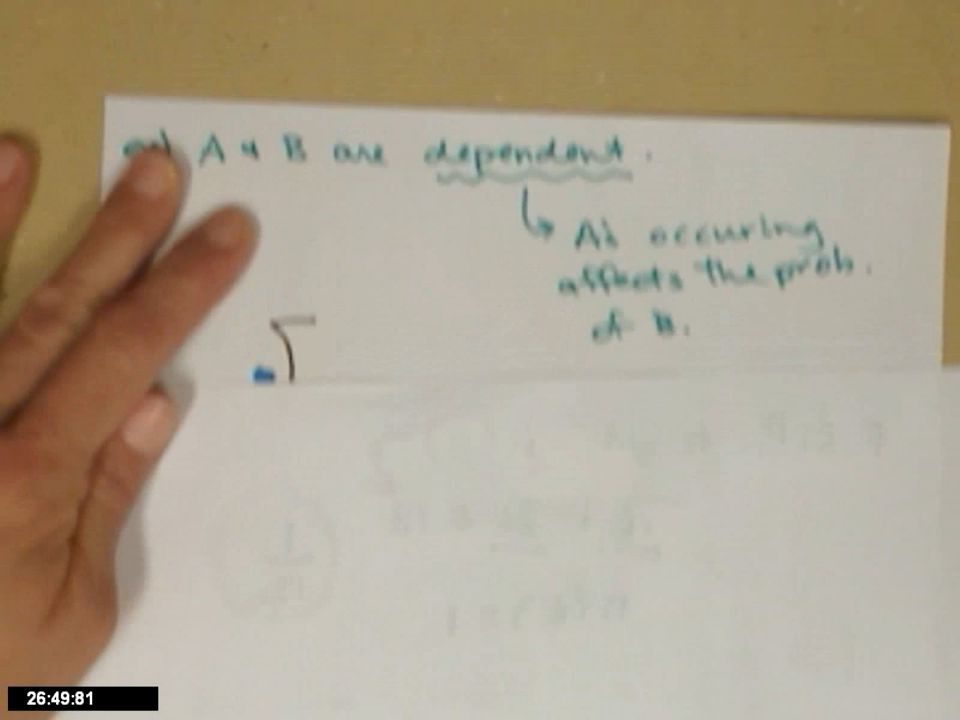 A & B are dependent.
↳ A's occuring
affects the prob.
of B.
26:49:81